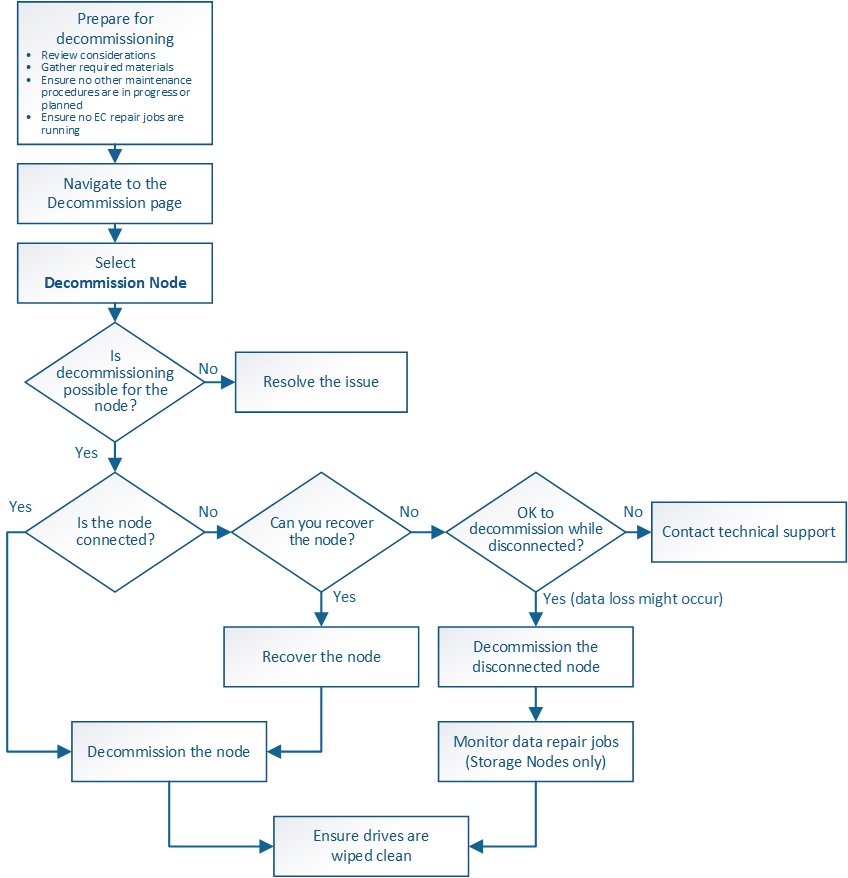 Prepare for
decommissioning
• Review considerations
• Gather required materials
• Ensure no other maintenance
procedures are in progress or
planned
• Ensure no EC repair jobs are
running
Navigate to the
Decommission page
Select
Decommission Node
Is
decommissioning
possible for the
node?
No
Resolve the issue
Yes
Yes
Is the node
connected?
No
Can you recover
the node?
No
OK to
decommission while
disconnected?
No
Contact technical support
Yes
Yes (data loss might occur)
Recover the node
Decommission the
disconnected node
Decommission the node
Monitor data repair jobs
(Storage Nodes only)
Ensure drives are
wiped clean